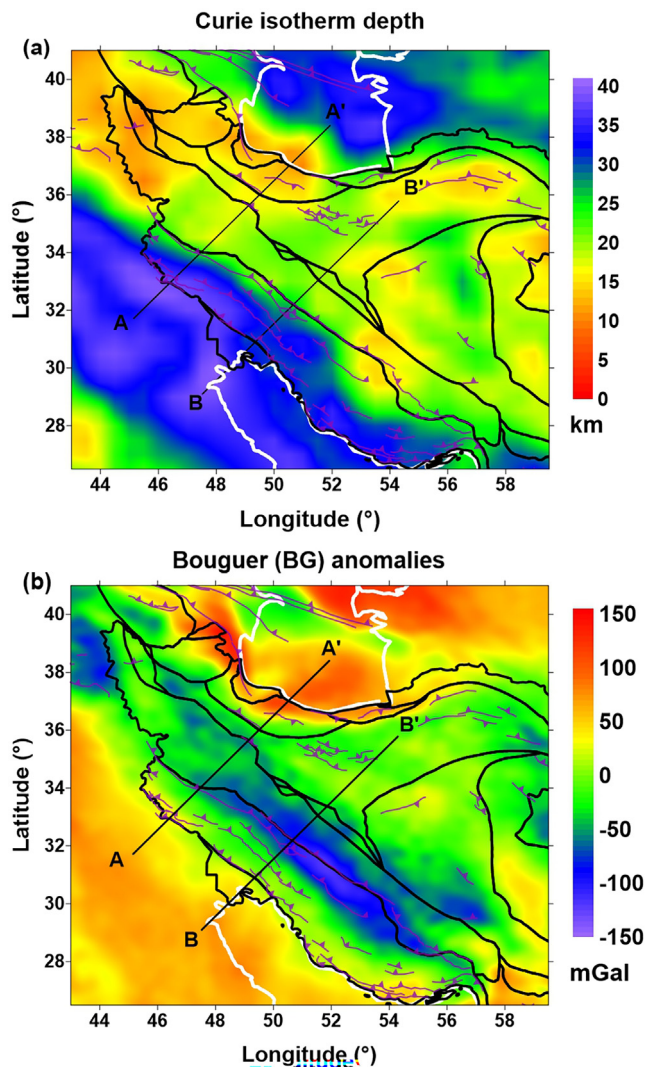 Curie isotherm depth
(a)
40
38
36
34
32
30
28
Latitude (°)
A'
B'
A
B
44 46 48 50 52 54 56 58
Longitude (°)
40
35
30
25
20
15
10
5
0
km
Bouguer (BG) anomalies
(b)
40
38
36
34
32
30
28
Latitude (°)
A'
B'
A
B
44 46 48 50 52 54 56 58
Longitude (°)
150
100
50
0
-50
-100
-150
mGal